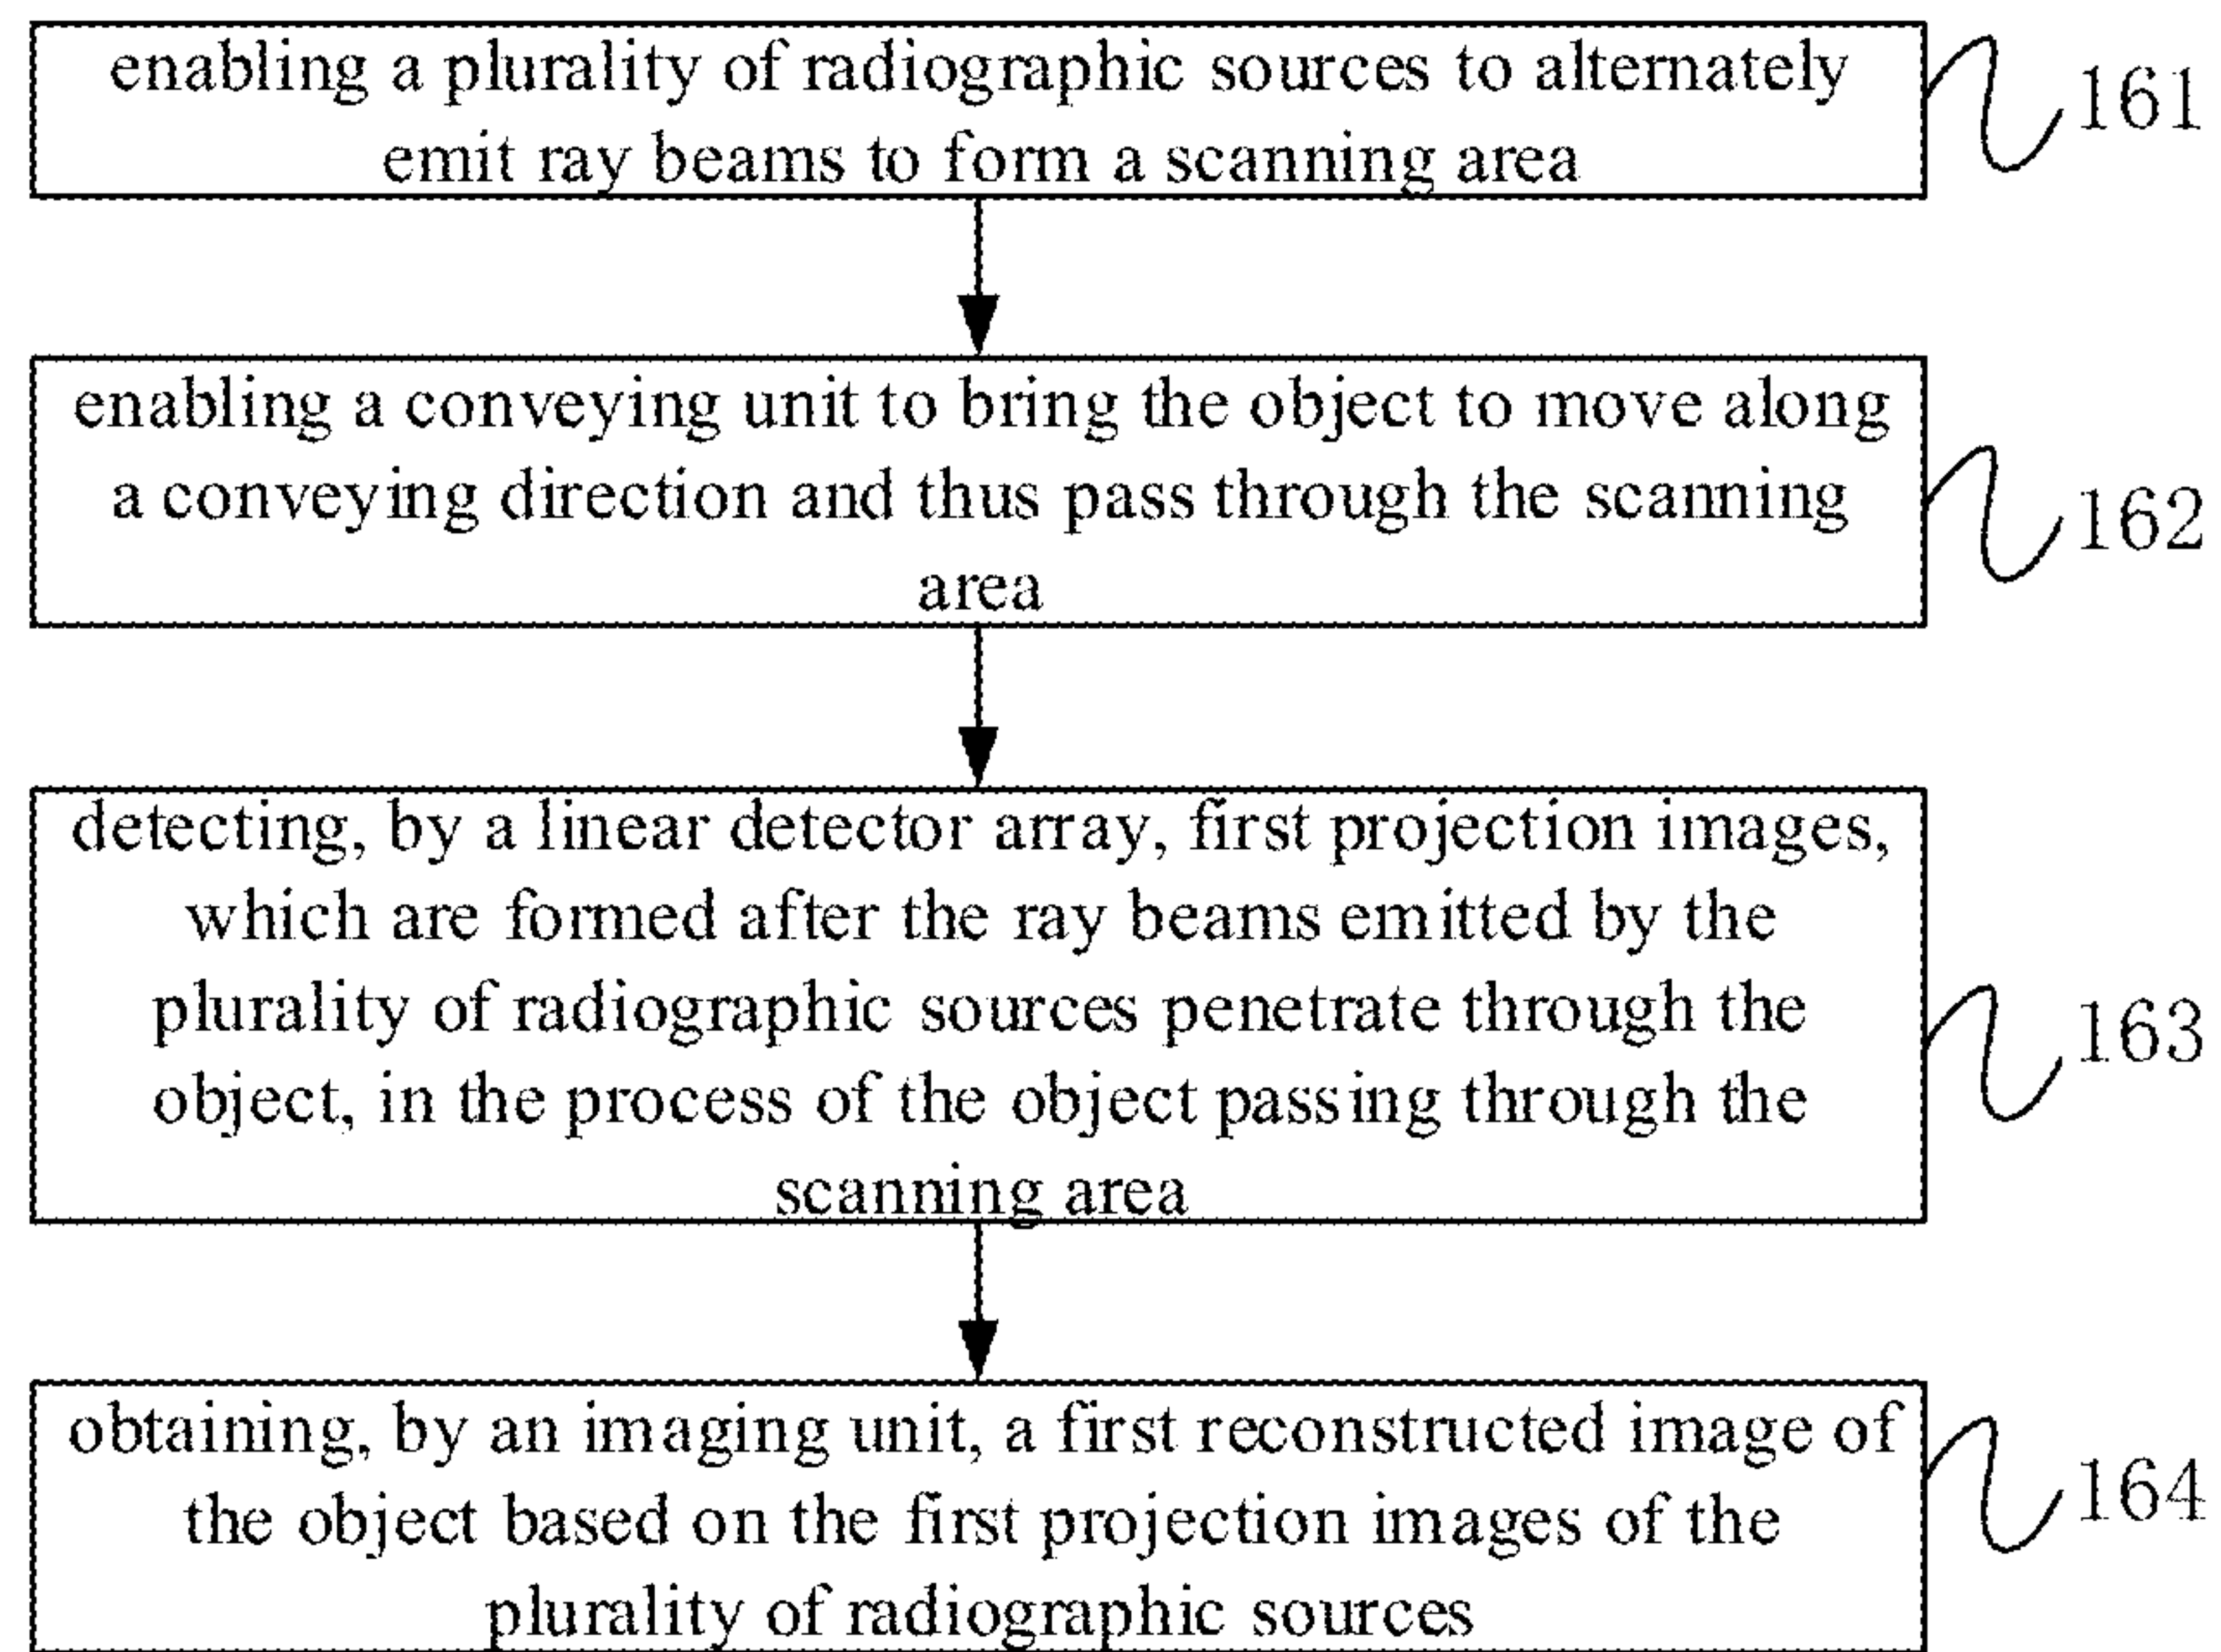 enabling a plurality of radiographic sources to alternately
emit ray beams to form a scanning area
161
enabling a conveying unit to bring the object to move along
a conveying direction and thus pass through the scanning
area
162
detecting, by a linear detector array, first projection images,
which are formed after the ray beams emitted by the
plurality of radiographic sources penetrate through the
object, in the process of the object passing through the
scanning area
163
obtaining, by an imaging unit, a first reconstructed image of
the object based on the first projection images of the
plurality of radiographic sources
164